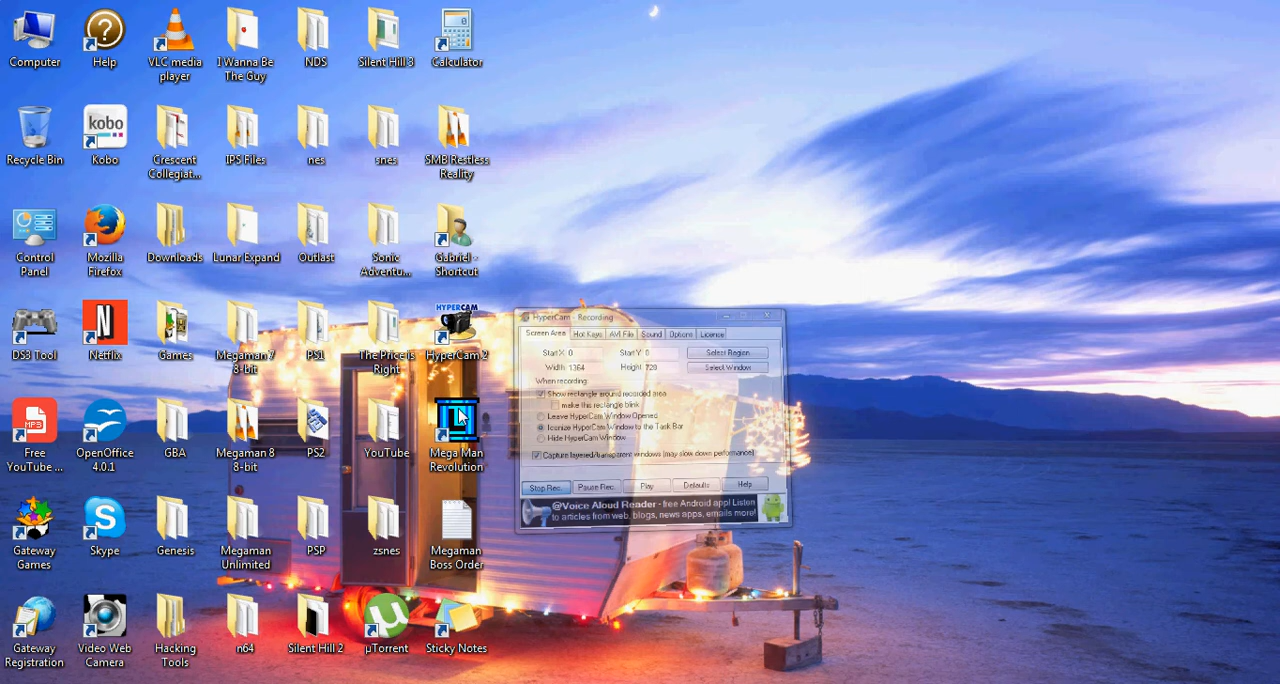 Computer
Help
VLC media
player
I Wanna Be
The Guy
NDS
Silent Hill 3
Calculator
Recycle Bin
kobo
Kobo
Crescent
Collegiat...
IPS Files
nes
snes
SMB Restless
Reality
Control
Panel
Mozilla
Firefox
Downloads
Lunar Expand
Outlast
Sonic
Adventu...
Gabriel -
Shortcut
DS3 Tool
N
Netflix
Games
Megaman 7
8-bit
PS1
The Price is
Right
HYPERCAM
HyperCam 2
MP3
Free
YouTube ...
OpenOffice
4.0.1
GBA
Megaman 8
8-bit
PS2
YouTube
Mega Man
Revolution
Gateway
Games
Skype
Genesis
Megaman
Unlimited
PSP
zsnes
Megaman
Boss Order
Gateway
Registration
Video Web
Camera
Hacking
Tools
n64
Silent Hill 2
µTorrent
Sticky Notes
HyperCam - Recording
Screen Area Hot Keys AVI File Sound Options Licence
Start X 0 Start Y 0 Select Region
Width 1364 Height 720 Select Window
When recording
Show rectangle around recorded area
make this rectangle blink
Leave HyperCam Window Opened
Iconize HyperCam Window to the Task Bar
Hide HyperCam Window
Capture layered/transparent windows (may slow down performance)
Stop Rec. Pause Rec. Play Defaults Help
@Voice Aloud Reader - free Android app! Listen
to articles from web, blogs, news apps, emails more!